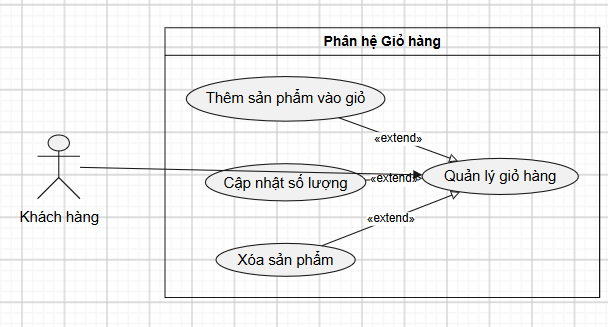 Phân hệ Giỏ hàng
Thêm sản phẩm vào giỏ
«extend»
Cập nhật số lượng
«extend»
Quản lý giỏ hàng
Khách hàng
«extend»
Xóa sản phẩm